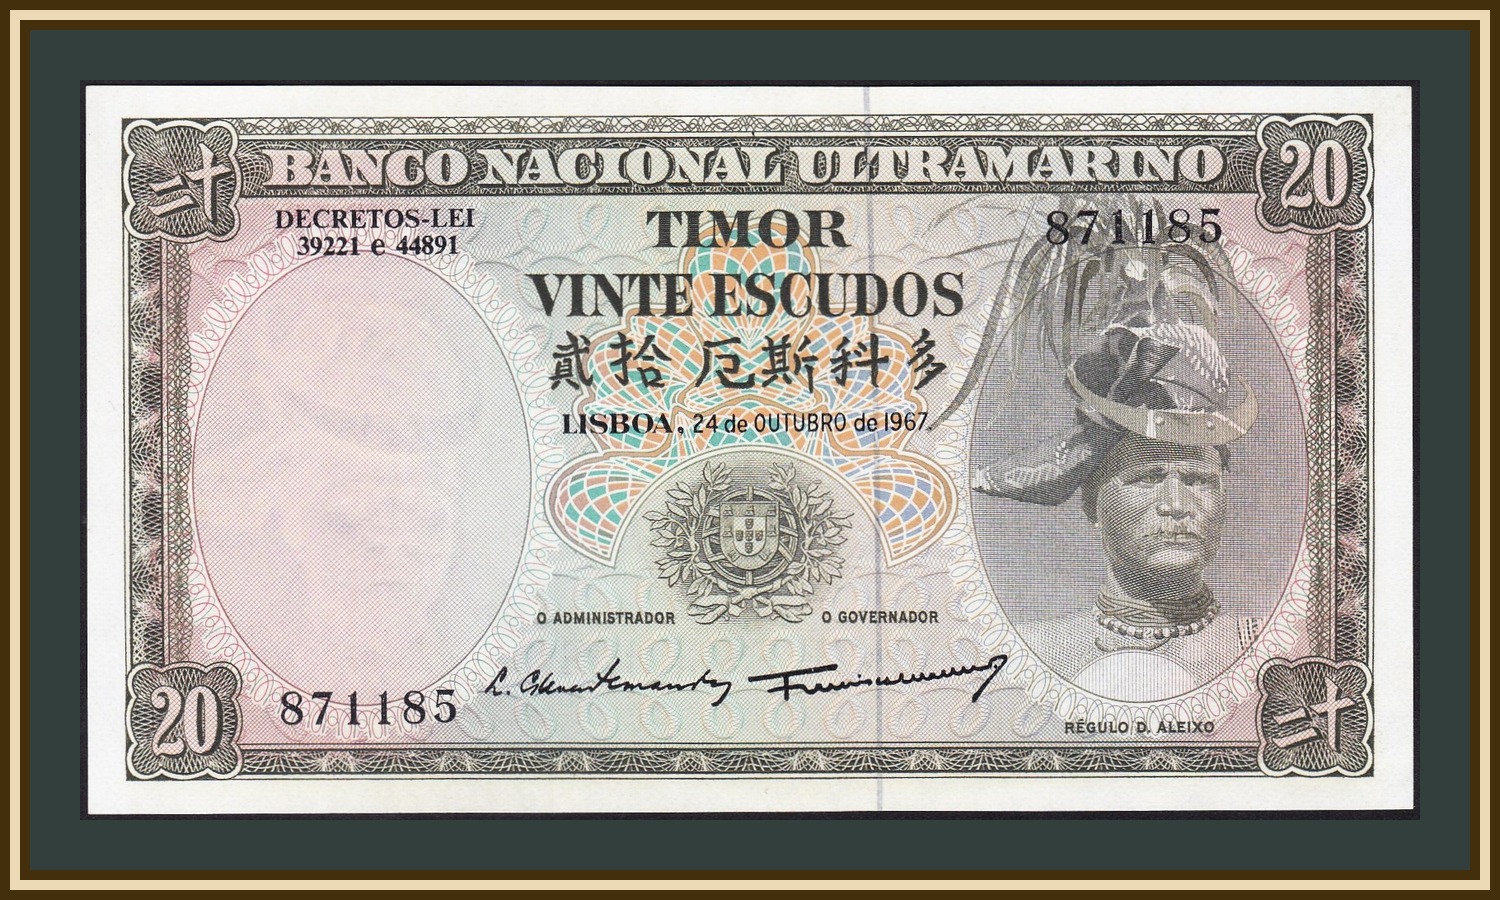 二十
BANCO NACIONAL ULTRAMARINO
20
DECRETOS-LEI
39221 e 44891
TIMOR
871185
VINTE ESCUDOS
貳拾 厄斯科多
LISBOA, 24 de OUTUBRO de 1967.
O ADMINISTRADOR
O GOVERNADOR
20
871185
RÉGULO D. ALEIXO
二十